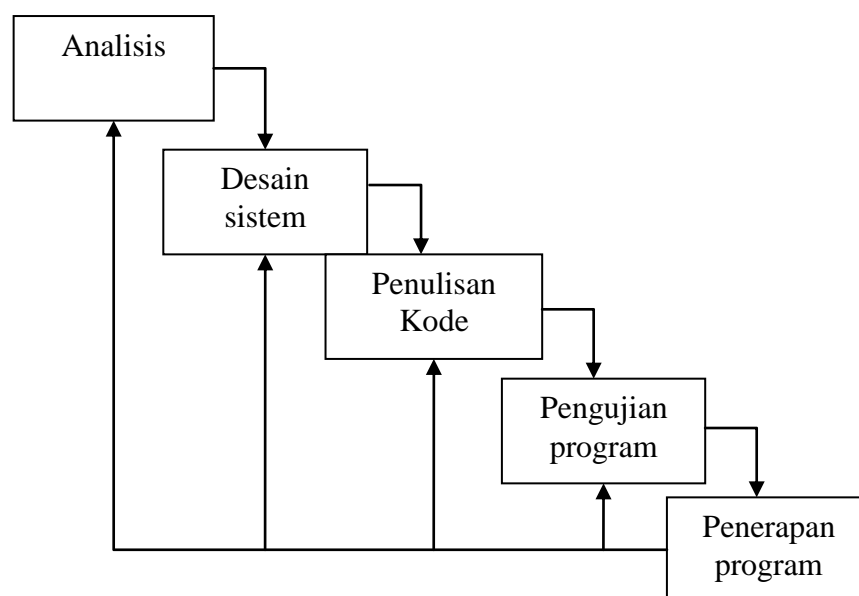 Analisis
Desain
sistem
Penulisan
Kode
Pengujian
program
Penerapan
program